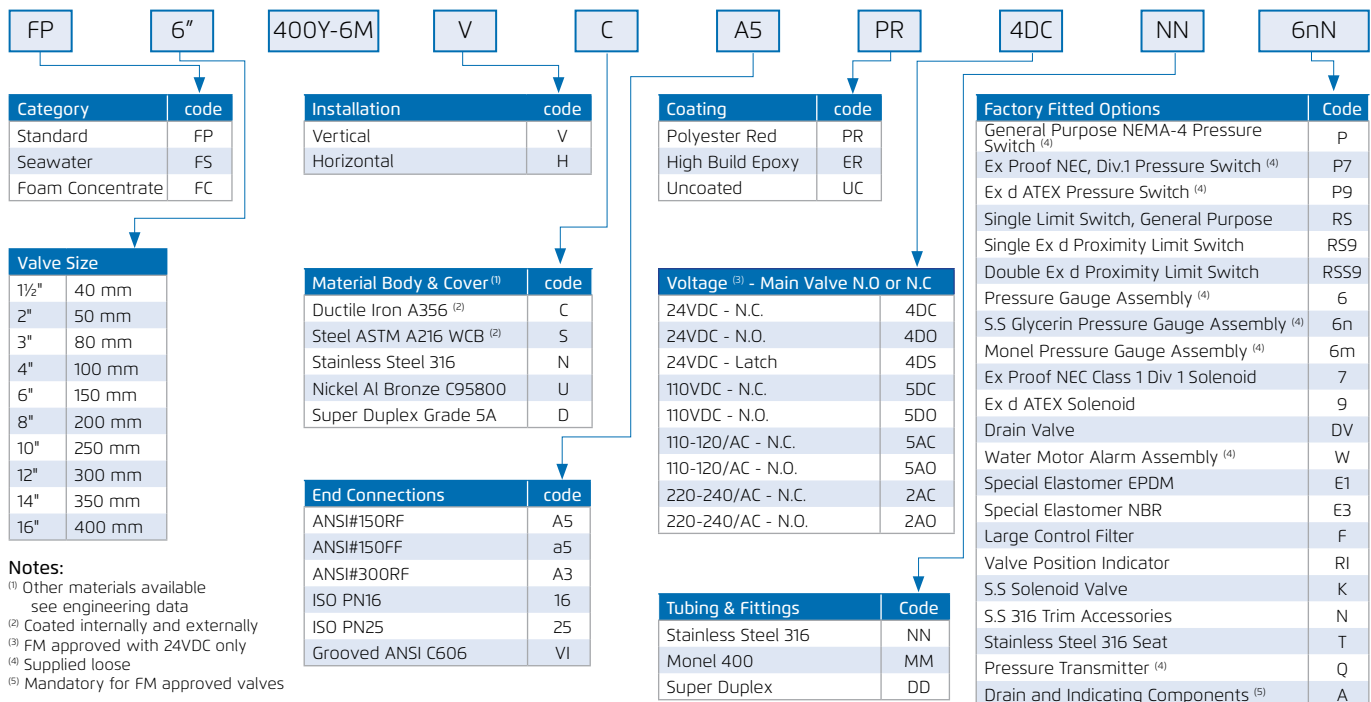 FP 6″ 400Y-6M V C A5 PR 4DC NN 6nN
Category code
Standard FP
Seawater FS
Foam Concentrate FC
Valve Size
1½" 40 mm
2" 50 mm
3" 80 mm
4" 100 mm
6" 150 mm
8" 200 mm
10" 250 mm
12" 300 mm
14" 350 mm
16" 400 mm
Notes:
(1) Other materials available
see engineering data
(2) Coated internally and externally
(3) FM approved with 24VDC only
(4) Supplied loose
(5) Mandatory for FM approved valves
Installation code
Vertical V
Horizontal H
Material Body & Cover (1) code
Ductile Iron A356 (2) C
Steel ASTM A216 WCB (2) S
Stainless Steel 316 N
Nickel Al Bronze C95800 U
Super Duplex Grade 5A D
End Connections code
ANSI#150RF A5
ANSI#150FF a5
ANSI#300RF A3
ISO PN16 16
ISO PN25 25
Grooved ANSI C606 VI
Coating code
Polyester Red PR
High Build Epoxy ER
Uncoated UC
Voltage (3) - Main Valve N.O or N.C
24VDC - N.C. 4DC
24VDC - N.O. 4DO
24VDC - Latch 4DS
110VDC - N.C. 5DC
110VDC - N.O. 5DO
110-120/AC - N.C. 5AC
110-120/AC - N.O. 5AO
220-240/AC - N.C. 2AC
220-240/AC - N.O. 2AO
Tubing & Fittings Code
Stainless Steel 316 NN
Monel 400 MM
Super Duplex DD
Factory Fitted Options Code
General Purpose NEMA-4 Pressure
Switch (4) P
Ex Proof NEC, Div.1 Pressure Switch (4) P7
Ex d ATEX Pressure Switch (4) P9
Single Limit Switch, General Purpose RS
Single Ex d Proximity Limit Switch RS9
Double Ex d Proximity Limit Switch RSS9
Pressure Gauge Assembly (4) 6
S.S Glycerin Pressure Gauge Assembly (4) 6n
Monel Pressure Gauge Assembly (4) 6m
Ex Proof NEC Class 1 Div 1 Solenoid 7
Ex d ATEX Solenoid 9
Drain Valve DV
Water Motor Alarm Assembly (4) W
Special Elastomer EPDM E1
Special Elastomer NBR E3
Large Control Filter F
Valve Position Indicator RI
S.S Solenoid Valve K
S.S 316 Trim Accessories N
Stainless Steel 316 Seat T
Pressure Transmitter (4) Q
Drain and Indicating Components (5) A